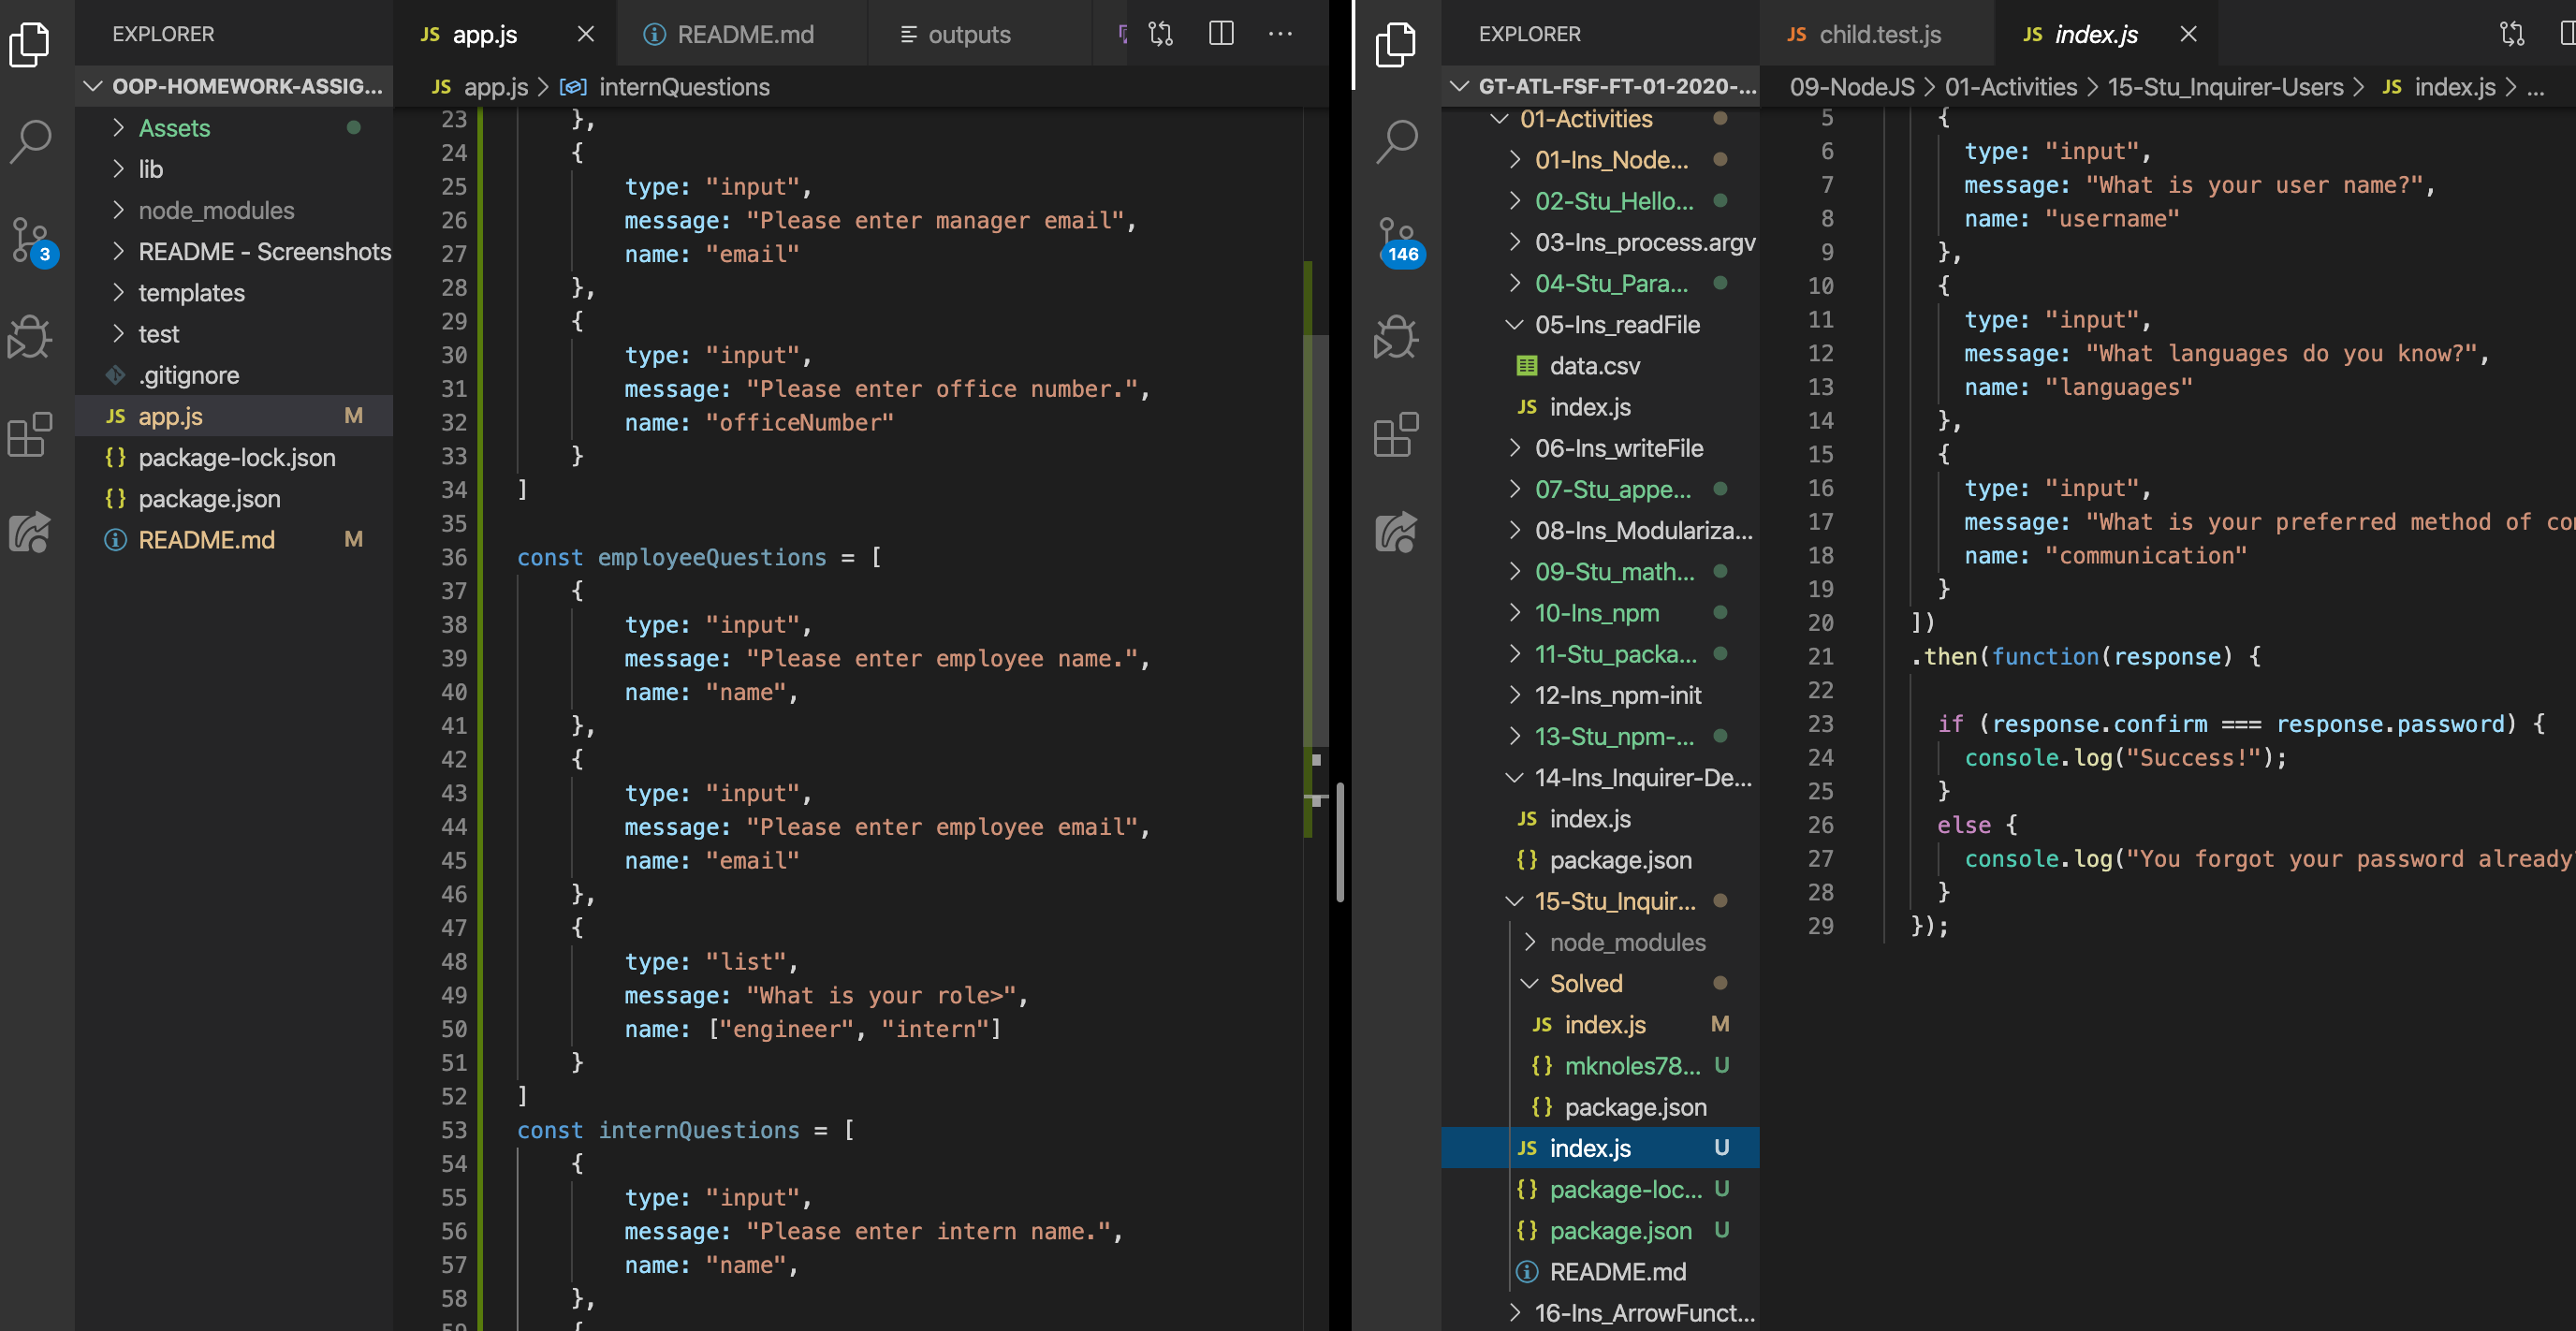 EXPLORER
OOP-HOMEWORK-ASSIG...
Assets
lib
node_modules
README - Screenshots
templates
test
.gitignore
JS app.js M
{} package-lock.json
{} package.json
README.md M
3
JS app.js
README.md
outputs
JS app.js > internQuestions
23 },
24 {
25 type: "input",
26 message: "Please enter manager email",
27 name: "email"
28 },
29 {
30 type: "input",
31 message: "Please enter office number.",
32 name: "officeNumber"
33 }
34 ]
35
36 const employeeQuestions = [
37 {
38 type: "input",
39 message: "Please enter employee name.",
40 name: "name",
41 },
42 {
43 type: "input",
44 message: "Please enter employee email",
45 name: "email"
46 },
47 {
48 type: "list",
49 message: "What is your role>",
50 name: ["engineer", "intern"]
51 }
52 ]
53 const internQuestions = [
54 {
55 type: "input",
56 message: "Please enter intern name.",
57 name: "name",
58 },
59 {
EXPLORER
GT-ATL-FSF-FT-01-2020-...
146
01-Activities
01-Ins_Node...
02-Stu_Hello...
03-Ins_process.argv
04-Stu_Para...
05-Ins_readFile
data.csv
JS index.js
06-Ins_writeFile
07-Stu_appe...
08-Ins_Modulariza...
09-Stu_math...
10-Ins_npm
11-Stu_packa...
12-Ins_npm-init
13-Stu_npm-...
14-Ins_Inquirer-De...
JS index.js
{} package.json
15-Stu_Inquir...
node_modules
Solved
JS index.js M
{} mknoles78... U
{} package.json
JS index.js U
{} package-loc... U
{} package.json U
README.md
16-Ins_ArrowFunct...
JS child.test.js
JS index.js
09-NodeJS > 01-Activities > 15-Stu_Inquirer-Users > JS index.js > ...
5 {
6 type: "input",
7 message: "What is your user name?",
8 name: "username"
9 },
10 {
11 type: "input",
12 message: "What languages do you know?",
13 name: "languages"
14 },
15 {
16 type: "input",
17 message: "What is your preferred method of co
18 name: "communication"
19 }
20 ])
21 .then(function(response) {
22
23 if (response.confirm === response.password) {
24 console.log("Success!");
25 }
26 else {
27 console.log("You forgot your password already
28 }
29 });